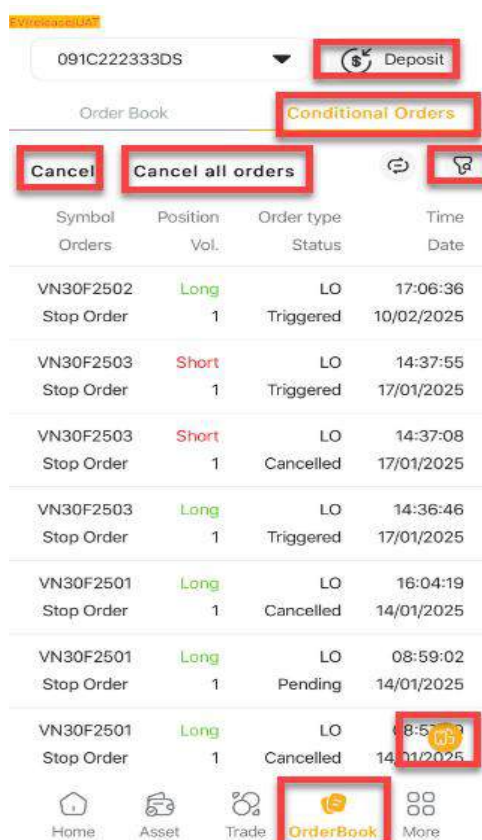 EVIrelease|UAT
091C222333DS
Deposit
Order Book Conditional Orders
Cancel Cancel all orders
Symbol Position Order type Time
Orders Vol. Status Date
VN30F2502 Long LO 17:06:36
Stop Order 1 Triggered 10/02/2025
VN30F2503 Short LO 14:37:55
Stop Order 1 Triggered 17/01/2025
VN30F2503 Short LO 14:37:08
Stop Order 1 Cancelled 17/01/2025
VN30F2503 Long LO 14:36:46
Stop Order 1 Triggered 17/01/2025
VN30F2501 Long LO 16:04:19
Stop Order 1 Cancelled 14/01/2025
VN30F2501 Long LO 08:59:02
Stop Order 1 Pending 14/01/2025
VN30F2501 Long LO
Stop Order 1 Cancelled 14/01/2025
Home Asset Trade OrderBook More